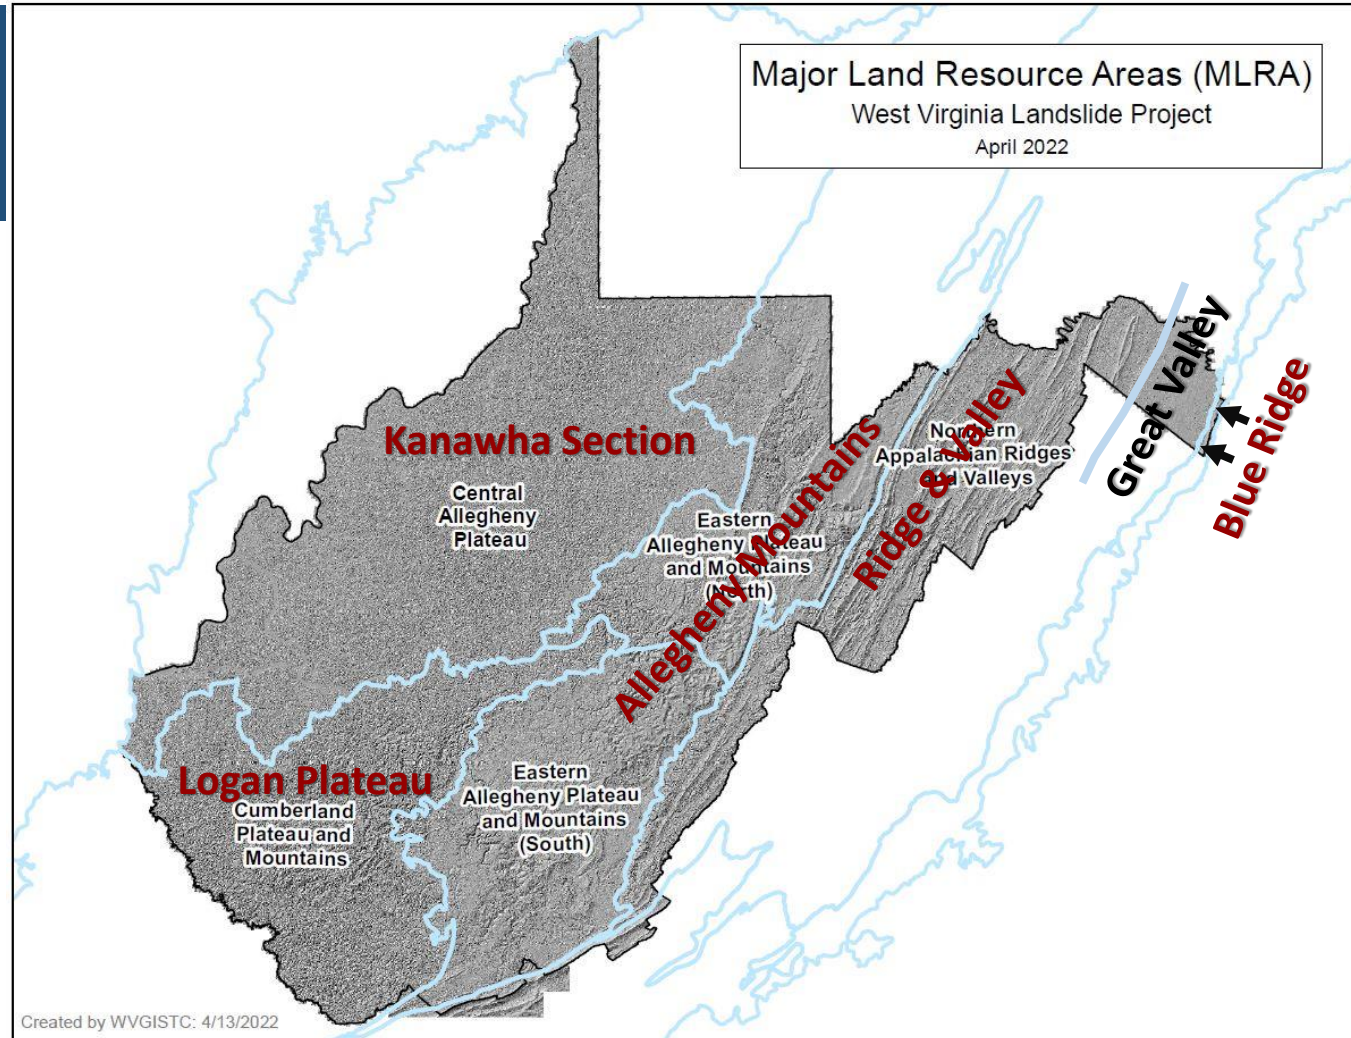 Major Land Resource Areas (MLRA)
West Virginia Landslide Project
April 2022
Kanawha Section
Central
Allegheny
Plateau
Eastern
Allegheny Plateau
and Mountains
(North)
Allegheny Mountains
Northern
Appalachian Ridges
and Valleys
Ridge & Valley
Great Valley
Blue Ridge
Logan Plateau
Cumberland
Plateau and
Mountains
Eastern
Allegheny Plateau
and Mountains
(South)
Created by WVGISTC: 4/13/2022